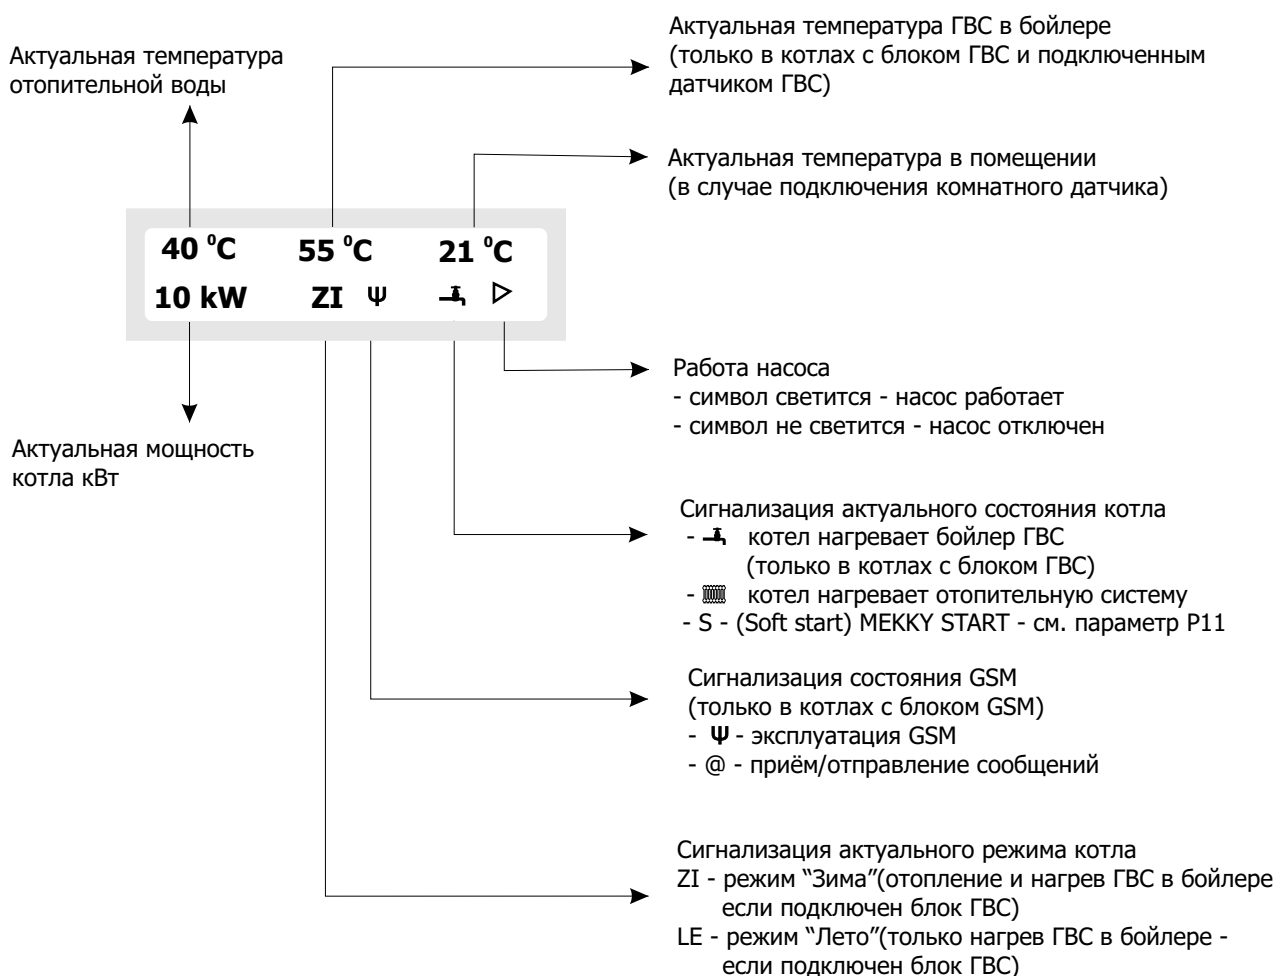 Актуальная температура
отопительной воды
Актуальная температура ГВС в бойлере
(только в котлах с блоком ГВС и подключенным
датчиком ГВС)
Актуальная температура в помещении
(в случае подключения комнатного датчика)
40 ⁰C 55 ⁰C 21 ⁰C
10 kW ZI Ψ
Работа насоса
- символ светится - насос работает
- символ не светится - насос отключен
Актуальная мощность
котла кВт
Сигнализация актуального состояния котла
- котел нагревает бойлер ГВС
(только в котлах с блоком ГВС)
- котел нагревает отопительную систему
- S - (Soft start) MEKKY START - см. параметр P11
Сигнализация состояния GSM
(только в котлах с блоком GSM)
- Ψ - эксплуатация GSM
- @ - приём/отправление сообщений
Сигнализация актуального режима котла
ZI - режим “Зима”(отопление и нагрев ГВС в бойлере
если подключен блок ГВС)
LE - режим “Лето”(только нагрев ГВС в бойлере -
если подключен блок ГВС)